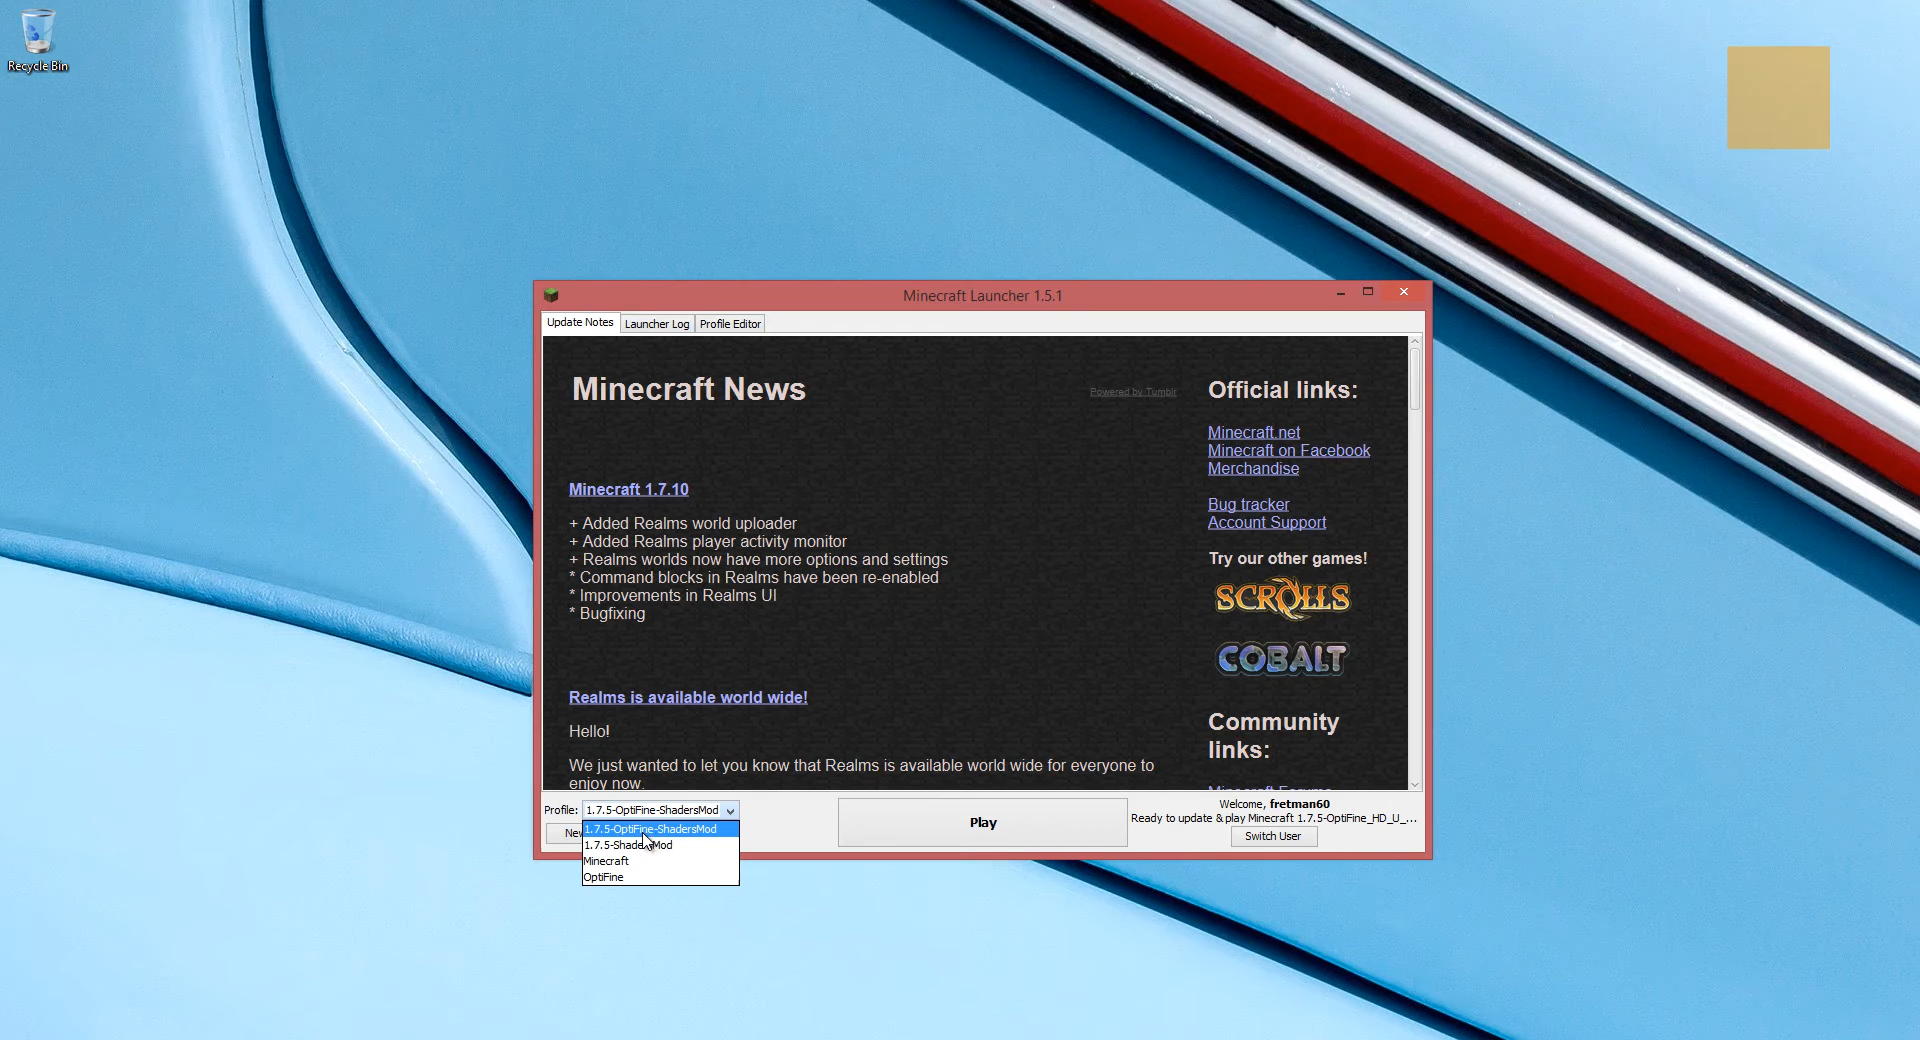 Recycle Bin
Minecraft Launcher 1.5.1
Update Notes
Launcher Log
Profile Editor
Minecraft News
Powered by Tumblr
Official links:
Minecraft.net
Minecraft on Facebook
Merchandise
Bug tracker
Account Support
Try our other games!
SCROLLS
COBALT
Community
links:
Minecraft 1.7.10
+ Added Realms world uploader
+ Added Realms player activity monitor
+ Realms worlds now have more options and settings
* Command blocks in Realms have been re-enabled
* Improvements in Realms UI
* Bugfixing
Realms is available world wide!
Hello!
We just wanted to let you know that Realms is available world wide for everyone to
enjoy now.
Profile: 1.7.5-OptiFine-ShadersMod
New
1.7.5-OptiFine-ShadersMod
Minecraft
OptiFine
Play
Welcome, fretman60
Ready to update & play Minecraft 1.7.5-OptiFine_HD_U_...
Switch User